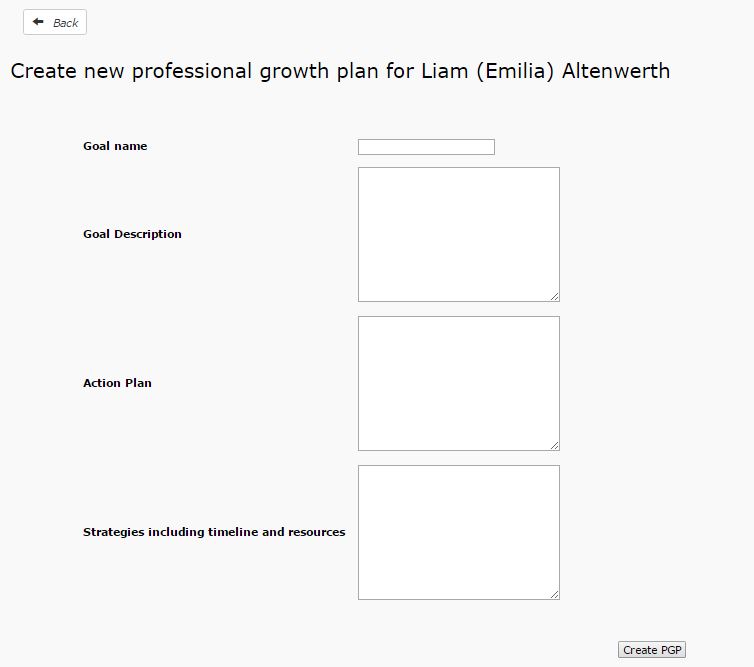 Back
Create new professional growth plan for Liam (Emilia) Altenwerth
Goal name
Goal Description
Action Plan
Strategies including timeline and resources
Create PGP